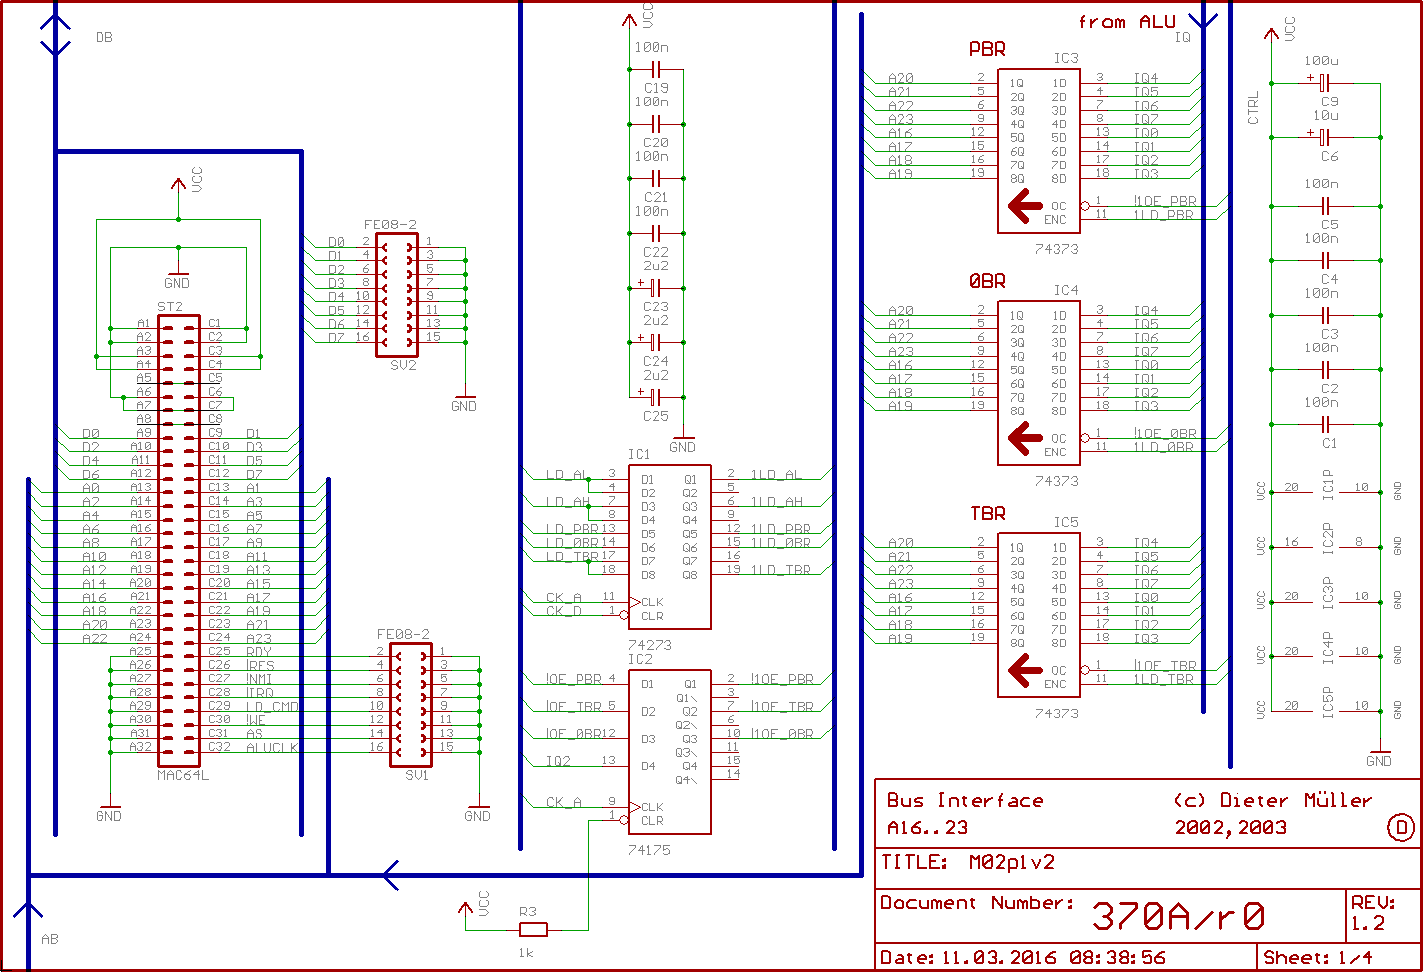 DB
VCC
GND
ST2
A1 C1
A2 C2
A3 C3
A4 C4
A5 C5
A6 C6
A7 C7
A8 C8
D0 A9 C9 D1
D2 A10 C10 D3
D4 A11 C11 D5
D6 A12 C12 D7
A0 A13 C13 A1
A2 A14 C14 A3
A4 A15 C15 A5
A6 A16 C16 A7
A8 A17 C17 A9
A10 A18 C18 A11
A12 A19 C19 A13
A14 A20 C20 A15
A16 A21 C21 A17
A18 A22 C22 A19
A20 A23 C23 A21
A22 A24 C24 A23
A25 C25 RDY
A26 C26 !RES
A27 C27 !NMI
A28 C28 !IRQ
A29 C29 LD_CMD
A30 C30 !WE
A31 C31 AS
A32 C32 ALUCLK
MAC64L
GND
FE08-2
D0 2 1
D1 4 3
D2 6 5
D3 8 7
D4 10 9
D5 12 11
D6 14 13
D7 16 15
SV2
GND
FE08-2
2 1
4 3
6 5
8 7
10 9
12 11
14 13
16 15
SV1
GND
AB
VCC
R3
1k
VCC
100n
C19
100n
C20
100n
C21
100n
C22
2u2
C23
2u2
C24
2u2
C25
GND
IC1
LD_AL 3 D1 Q1 2 1LD_AL
4 D2 Q2 5
LD_AH 7 D3 Q3 6 1LD_AH
8 D4 Q4 9
LD_PBR 13 D5 Q5 12 1LD_PBR
LD_0BR 14 D6 Q6 15 1LD_0BR
LD_TBR 17 D7 Q7 16
18 D8 Q8 19 1LD_TBR
CK_A 11 CLK
CK_D 1 CLR
74273
IC2
!OE_PBR 4 D1 Q1 2 !1OE_PBR
Q1\ 3
!OE_TBR 5 D2 Q2 7 !1OE_TBR
Q2\ 6
!OE_0BR 12 D3 Q3 10 !1OE_0BR
Q3\ 11
IQ2 13 D4 Q4 15
Q4\ 14
CK_A 9 CLK
1 CLR
74175
from ALU
IQ
PBR
IC3
A20 2 1Q 1D 3 IQ4
A21 5 2Q 2D 4 IQ5
A22 6 3Q 3D 7 IQ6
A23 9 4Q 4D 8 IQ7
A16 12 5Q 5D 13 IQ0
A17 15 6Q 6D 14 IQ1
A18 16 7Q 7D 17 IQ2
A19 19 8Q 8D 18 IQ3
OC 1 !1OE_PBR
ENC 11 1LD_PBR
74373
0BR
IC4
A20 2 1Q 1D 3 IQ4
A21 5 2Q 2D 4 IQ5
A22 6 3Q 3D 7 IQ6
A23 9 4Q 4D 8 IQ7
A16 12 5Q 5D 13 IQ0
A17 15 6Q 6D 14 IQ1
A18 16 7Q 7D 17 IQ2
A19 19 8Q 8D 18 IQ3
OC 1 !1OE_0BR
ENC 11 1LD_0BR
74373
TBR
IC5
A20 2 1Q 1D 3 IQ4
A21 5 2Q 2D 4 IQ5
A22 6 3Q 3D 7 IQ6
A23 9 4Q 4D 8 IQ7
A16 12 5Q 5D 13 IQ0
A17 15 6Q 6D 14 IQ1
A18 16 7Q 7D 17 IQ2
A19 19 8Q 8D 18 IQ3
OC 1 !1OE_TBR
ENC 11 1LD_TBR
74373
CTRL
VCC
100u
C9
10u
C6
100n
C5
100n
C4
100n
C3
100n
C2
100n
C1
VCC 20 IC1P 10 GND
VCC 16 IC2P 8 GND
VCC 20 IC3P 10 GND
VCC 20 IC4P 10 GND
VCC 20 IC5P 10 GND
GND
Bus Interface (c) Dieter Müller
A16..23 2002,2003 D
TITLE: M02p1v2
Document Number: 370A/r0
REV: 1.2
Date: 11.03.2016 08:38:56 Sheet: 1/4